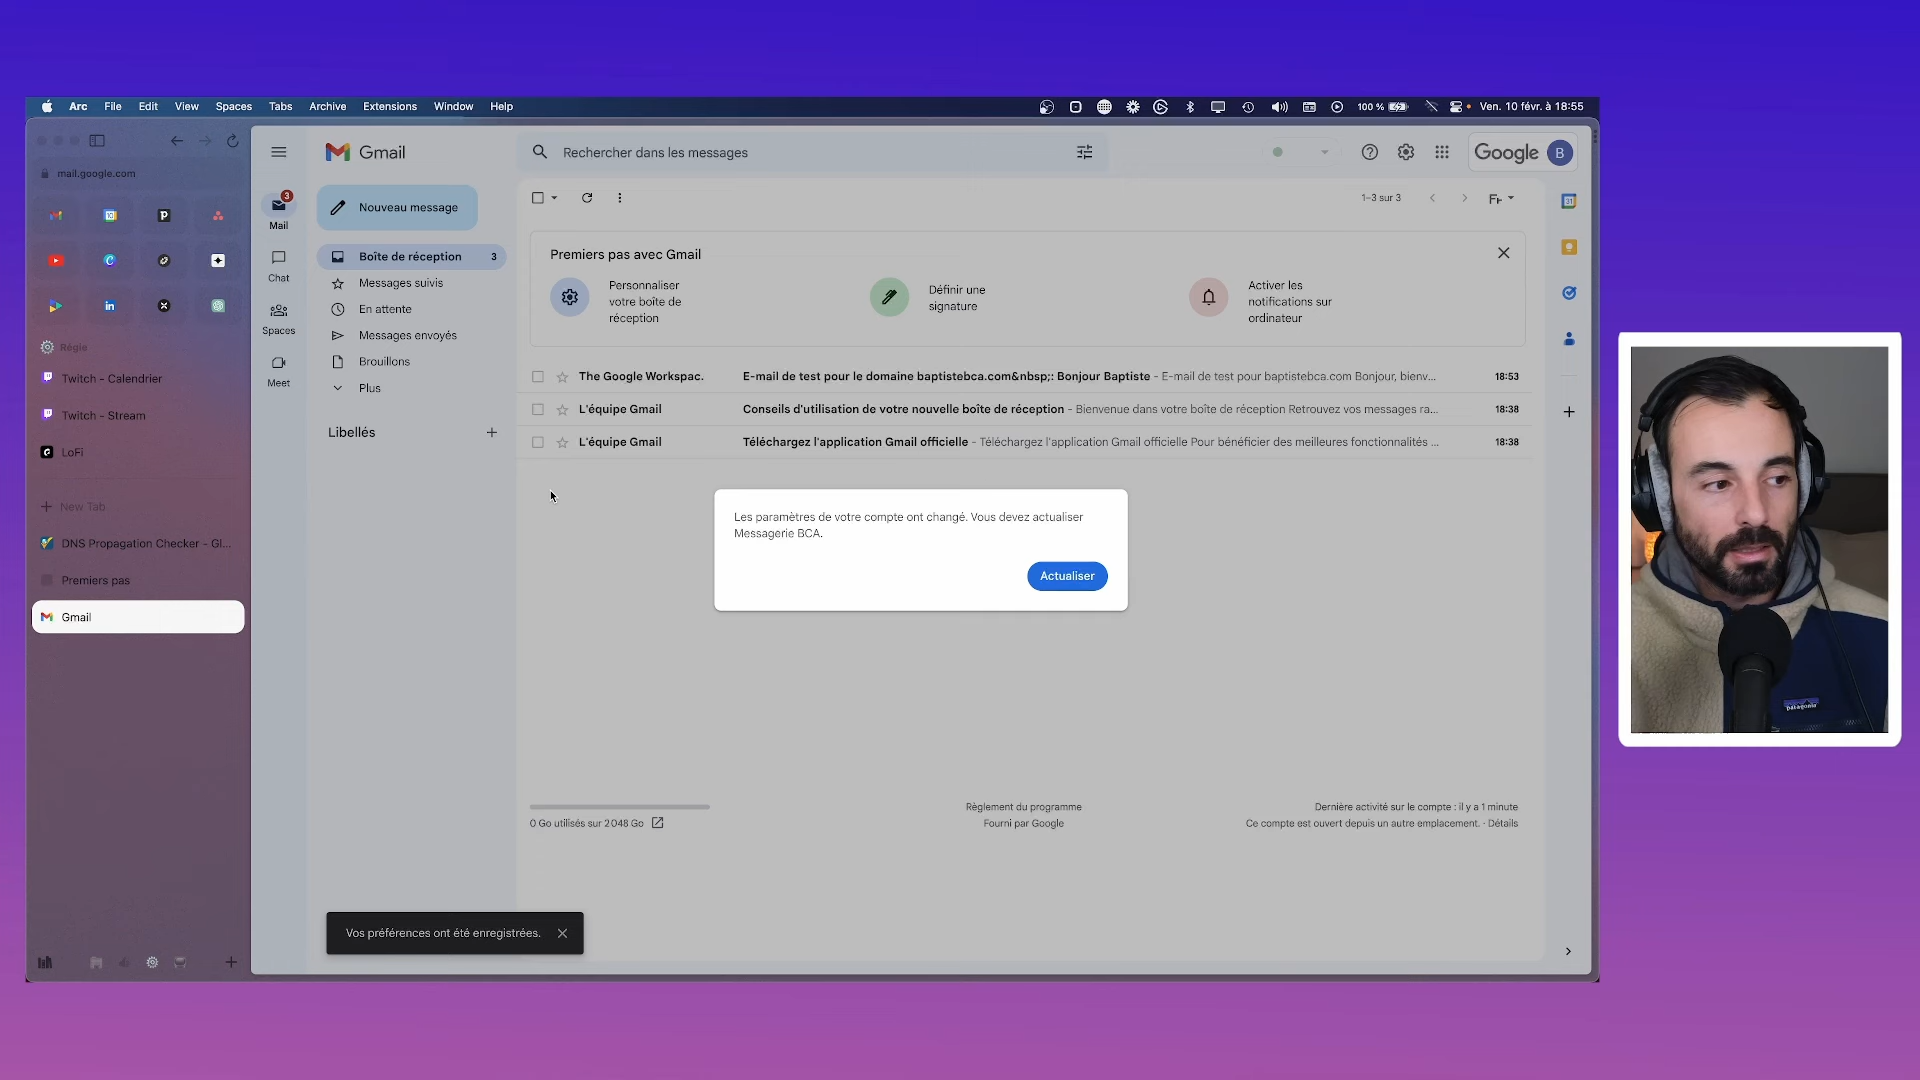 Arc File Edit View Spaces Tabs Archive Extensions Window Help
100 % Ven. 10 févr. à 18:55
mail.google.com
Régie
Twitch - Calendrier
Twitch - Stream
LoFi
New Tab
DNS Propagation Checker - Gl...
Premiers pas
Gmail
3
Mail
Chat
Spaces
Meet
Gmail
Rechercher dans les messages
Google B
Nouveau message
Boîte de réception 3
Messages suivis
En attente
Messages envoyés
Brouillons
Plus
Libellés
1–3 sur 3
Premiers pas avec Gmail
Personnaliser
votre boîte de
réception
Définir une
signature
Activer les
notifications sur
ordinateur
The Google Workspac. E-mail de test pour le domaine baptistebca.com&nbsp;: Bonjour Baptiste - E-mail de test pour baptistebca.com Bonjour, bienv... 18:53
L'équipe Gmail Conseils d'utilisation de votre nouvelle boîte de réception - Bienvenue dans votre boîte de réception Retrouvez vos messages ra... 18:38
L'équipe Gmail Téléchargez l'application Gmail officielle - Téléchargez l'application Gmail officielle Pour bénéficier des meilleures fonctionnalités ... 18:38
Les paramètres de votre compte ont changé. Vous devez actualiser
Messagerie BCA.
Actualiser
0 Go utilisés sur 2 048 Go
Règlement du programme
Fourni par Google
Dernière activité sur le compte : il y a 1 minute
Ce compte est ouvert depuis un autre emplacement. - Détails
Vos préférences ont été enregistrées.
patagonia